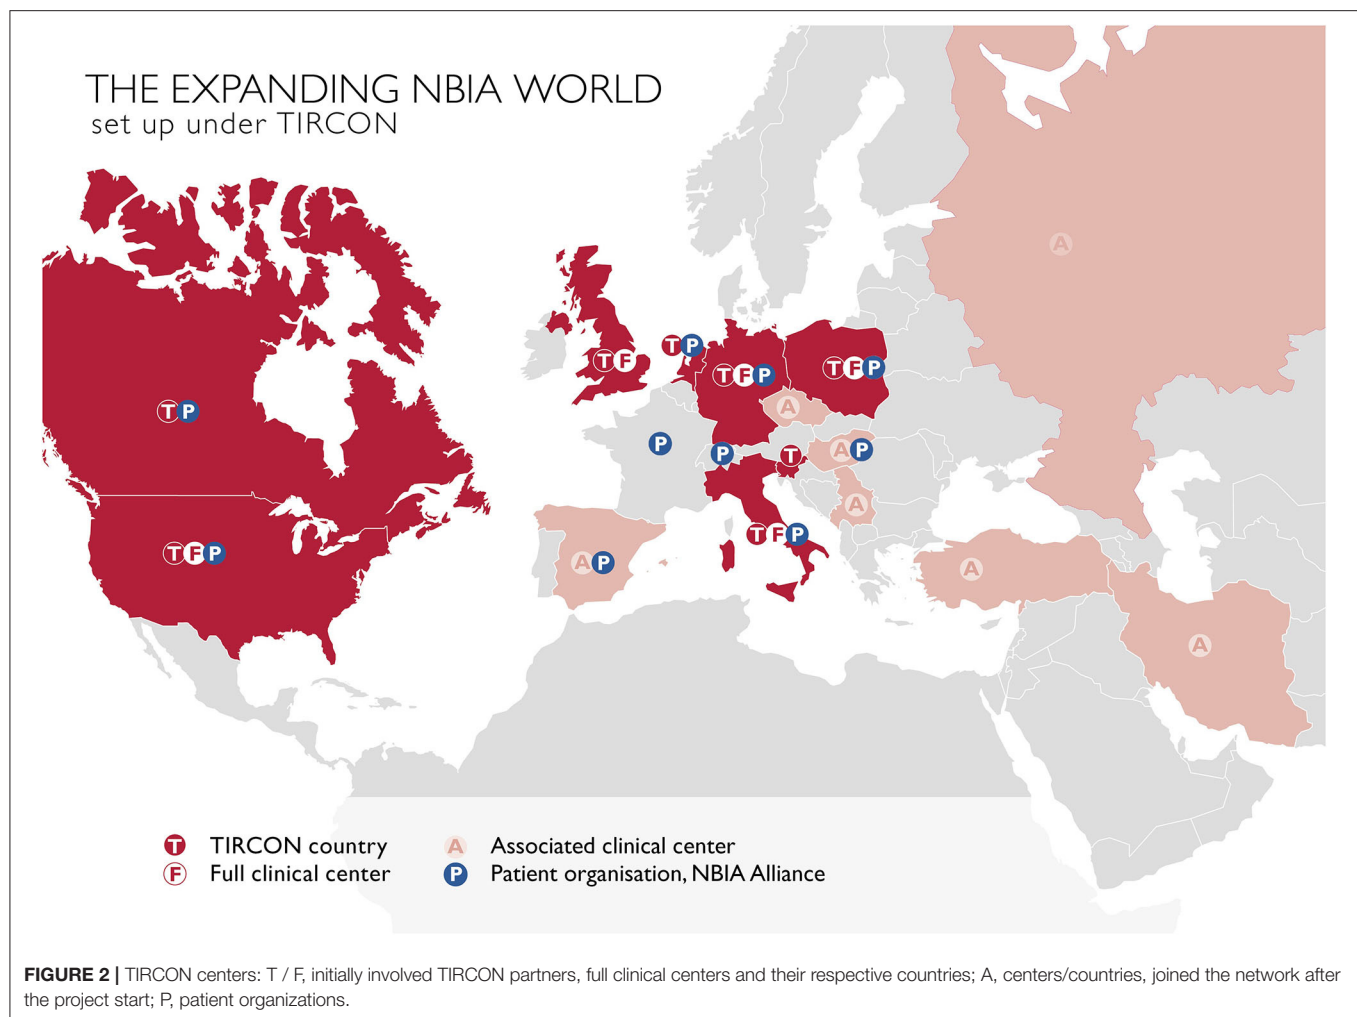 THE EXPANDING NBIA WORLD
set up under TIRCON
A
T F
T P
T F P
T F P
A
T P
P
P
T
A P
A
T F P
T F P
A P
A
A
T TIRCON country
F Full clinical center
A Associated clinical center
P Patient organisation, NBIA Alliance
FIGURE 2 | TIRCON centers: T / F, initially involved TIRCON partners, full clinical centers and their respective countries; A, centers/countries, joined the network after
the project start; P, patient organizations.